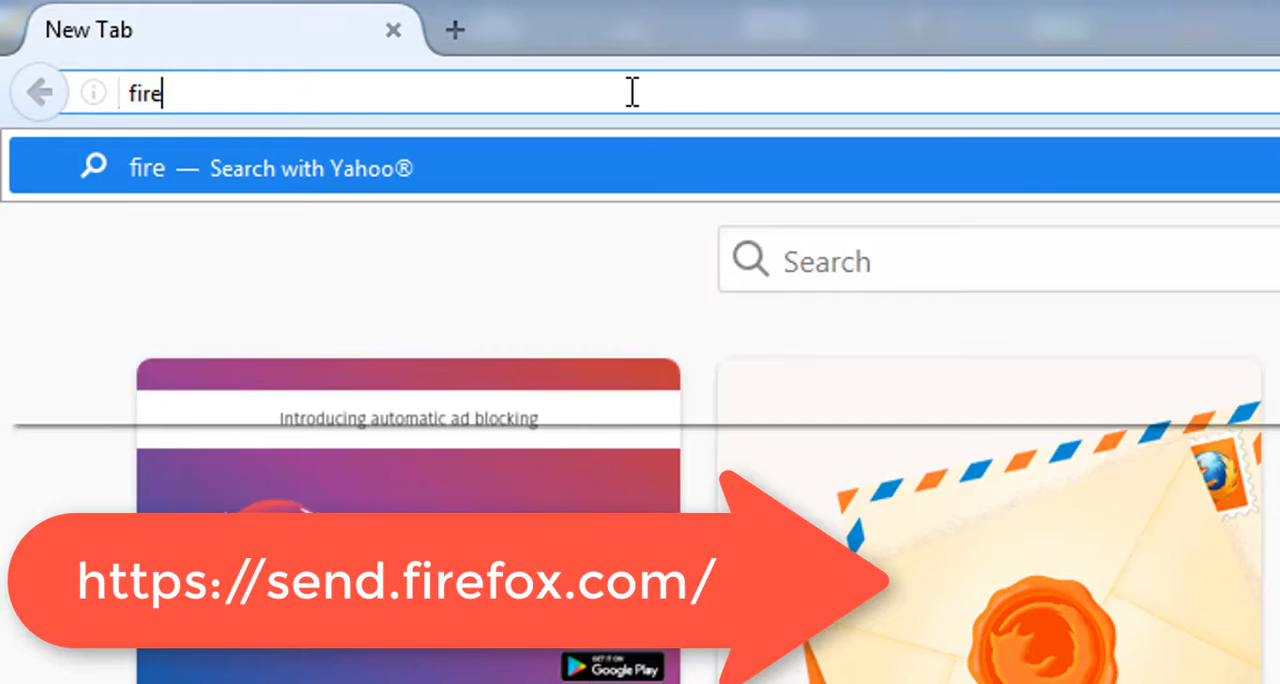 New Tab
fire
fire — Search with Yahoo®
Search
Introducing automatic ad blocking
https://send.firefox.com/
GET IT ON
Google Play